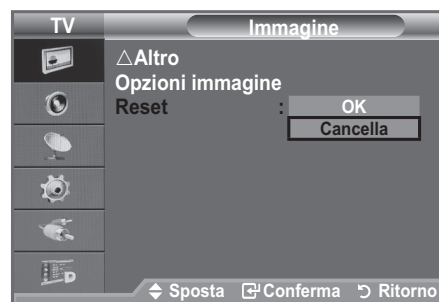 TV Immagine
△Altro
Opzioni immagine
Reset : OK
Cancella
Sposta Conferma Ritorno